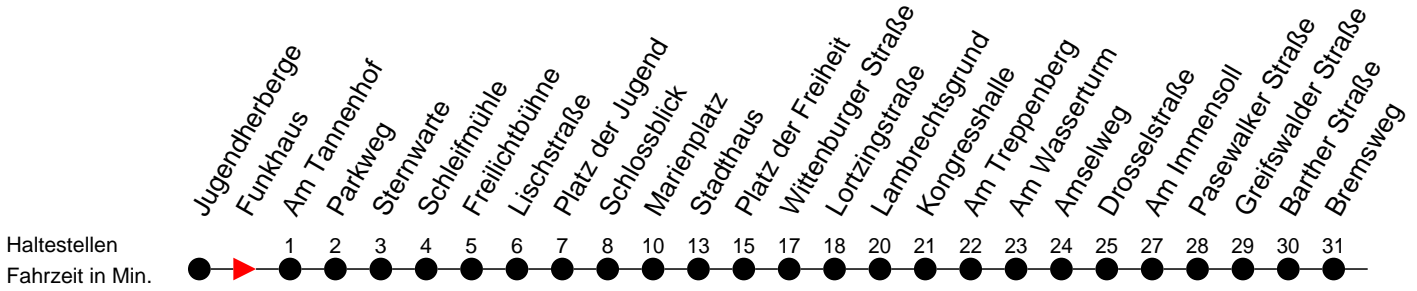 Jugendherberge
Funkhaus
Am Tannenhof
Parkweg
Sternwarte
Schleifmühle
Freilichtbühne
Lischstraße
Platz der Jugend
Schlossblick
Marienplatz
Stadthaus
Platz der Freiheit
Wittenburger Straße
Lortzingstraße
Lambrechtsgrund
Kongresshalle
Am Treppenberg
Am Wasserturm
Amselweg
Drosselstraße
Am Immensoll
Pasewalker Straße
Greifswalder Straße
Barther Straße
Bremsweg
Haltestellen 1 2 3 4 5 6 7 8 10 13 15 17 18 20 21 22 23 24 25 27 28 29 30 31
Fahrzeit in Min.